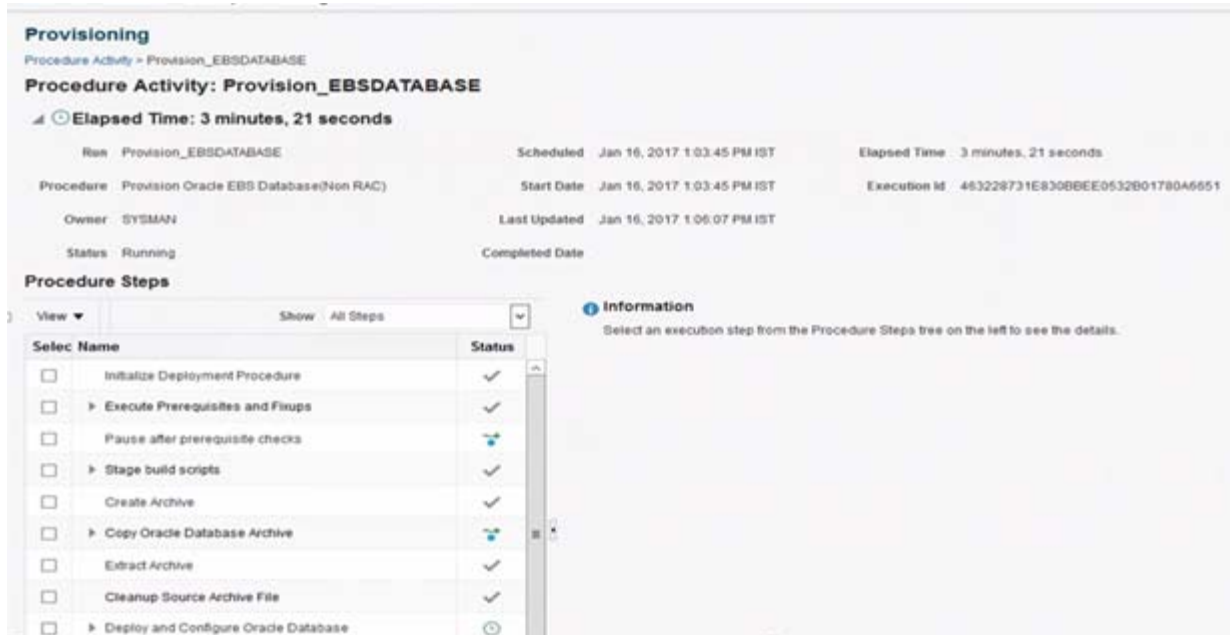 Provisioning
Procedure Activity > Provision_EBSDATABASE
Procedure Activity: Provision_EBSDATABASE
Elapsed Time: 3 minutes, 21 seconds
Run Provision_EBSDATABASE Scheduled Jan 16, 2017 1:03:45 PM IST Elapsed Time 3 minutes, 21 seconds
Procedure Provision Oracle EBS Database(Non RAC) Start Date Jan 16, 2017 1:03:45 PM IST Execution Id 463228731E830BBEE0532B01780A6651
Owner SYSMAN Last Updated Jan 16, 2017 1:06:07 PM IST
Status Running Completed Date
Procedure Steps
View Show All Steps
Information
Select an execution step from the Procedure Steps tree on the left to see the details.
Selec Name Status
Initialize Deployment Procedure
Execute Prerequisites and Fixups
Pause after prerequisite checks
Stage build scripts
Create Archive
Copy Oracle Database Archive
Extract Archive
Cleanup Source Archive File
Deploy and Configure Oracle Database